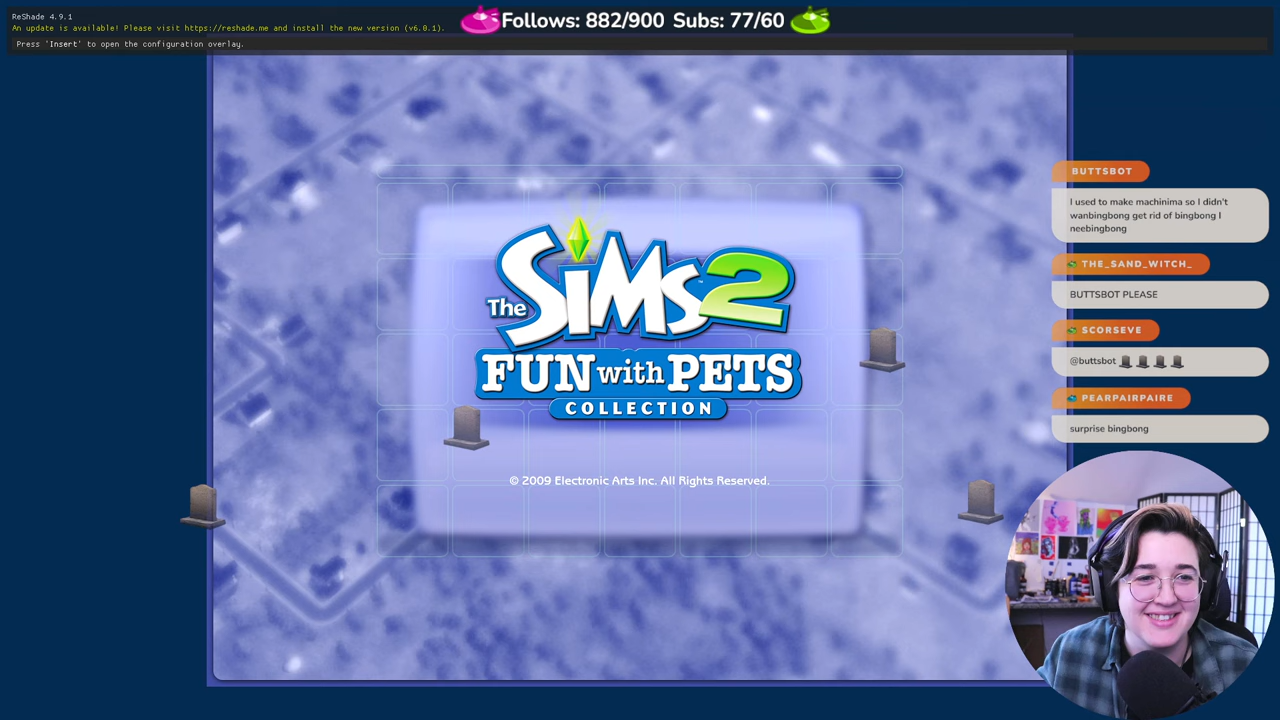 ReShade 4.9.1
An update is available! Please visit https://reshade.me and install the new version (v6.0.1).
Press 'Insert' to open the configuration overlay.
Follows: 882/900 Subs: 77/60
The SIMS 2
FUN with PETS
COLLECTION
© 2009 Electronic Arts Inc. All Rights Reserved.
BUTTSBOT
I used to make machinima so I didn't
wanbingbong get rid of bingbong I
neebingbong
THE_SAND_WITCH_
BUTTSBOT PLEASE
SCORSEVE
@buttsbot
PEARPAIRPAIRE
surprise bingbong